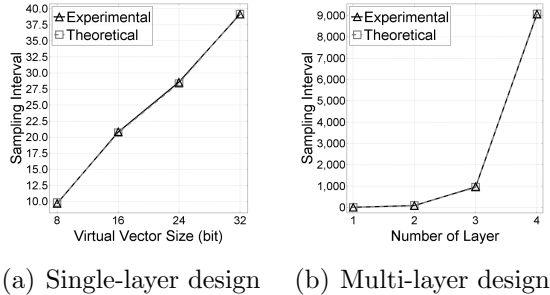 Experimental
Theoretical
Sampling Interval
40.0
37.5
35.0
32.5
30.0
27.5
25.0
22.5
20.0
17.5
15.0
12.5
10.0
8 16 24 32
Virtual Vector Size (bit)
(a) Single-layer design
Experimental
Theoretical
Sampling Interval
9,000
8,000
7,000
6,000
5,000
4,000
3,000
2,000
1,000
0
1 2 3 4
Number of Layer
(b) Multi-layer design